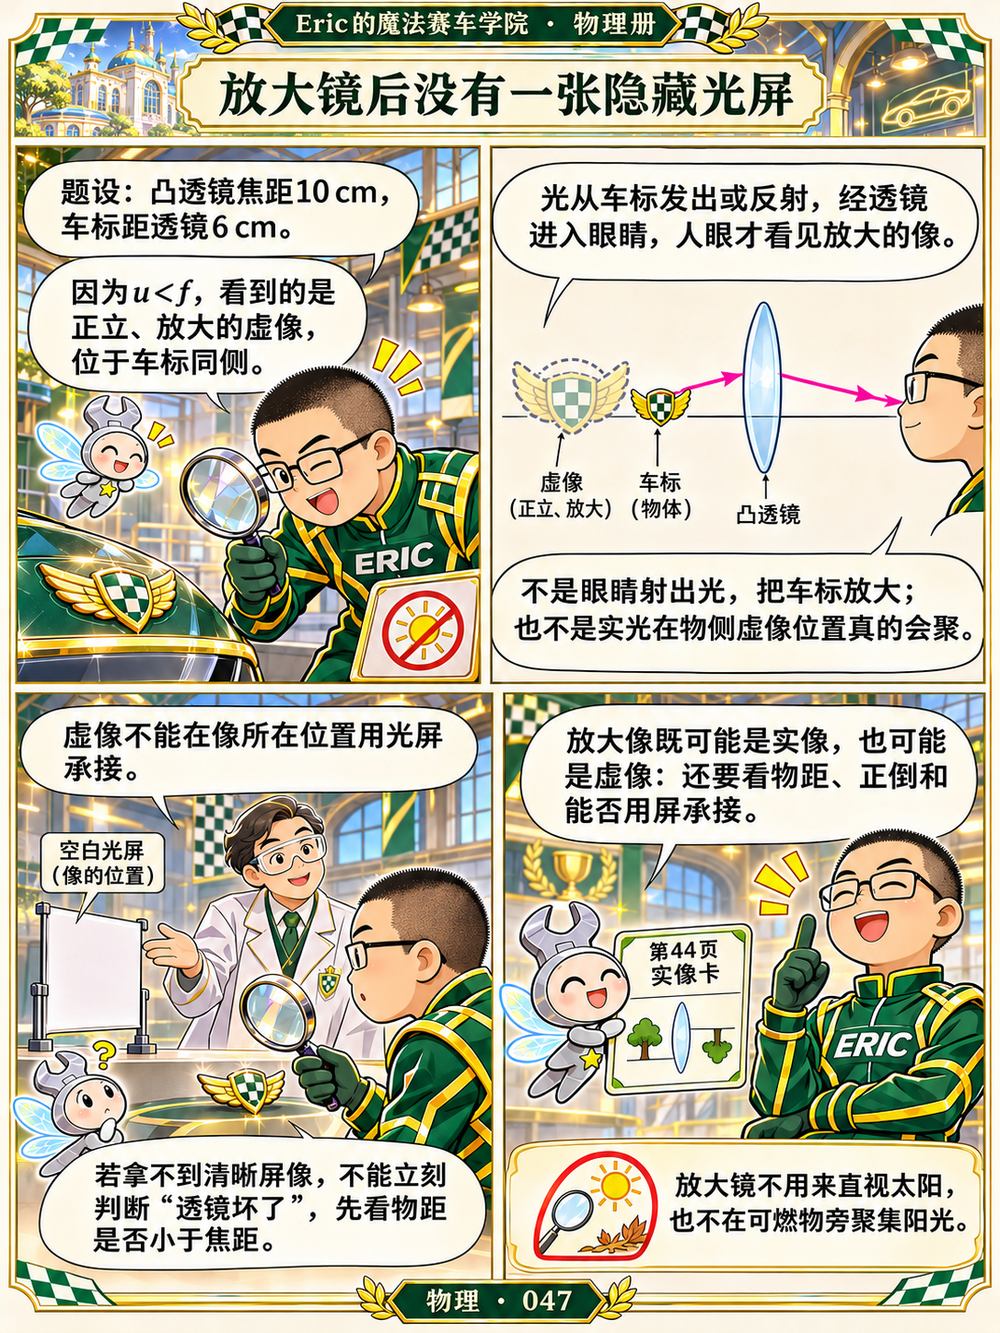 Eric的魔法赛车学院 · 物理册
放大镜后没有一张隐藏光屏
题设：凸透镜焦距10 cm，
车标距透镜6 cm。
因为u<f，看到的是
正立、放大的虚像，
位于车标同侧。
ERIC
光从车标发出或反射，经透镜
进入眼睛，人眼才看见放大的像。
虚像
（正立、放大）
车标
（物体）
凸透镜
不是眼睛射出光，把车标放大；
也不是实光在物侧虚像位置真的会聚。
虚像不能在像所在位置用光屏
承接。
空白光屏
（像的位置）
?
若拿不到清晰屏像，不能立刻
判断“透镜坏了”，先看物距
是否小于焦距。
放大像既可能是实像，也可能
是虚像：还要看物距、正倒和
能否用屏承接。
第44页
实像卡
ERIC
放大镜不用来直视太阳，
也不在可燃物旁聚集阳光。
物理 · 047